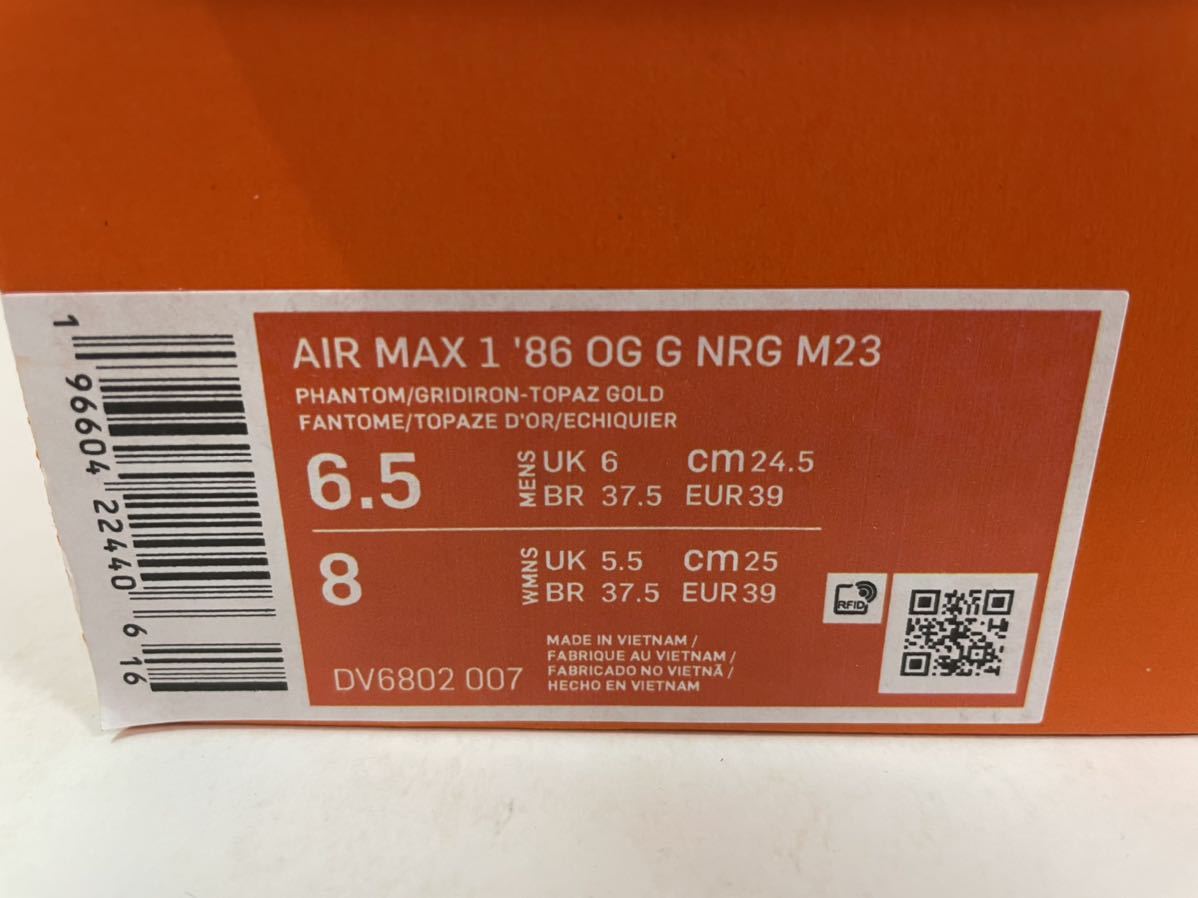 1 96604 22440 6 16
AIR MAX 1 '86 OG G NRG M23
PHANTOM/GRIDIRON-TOPAZ GOLD
FANTOME/TOPAZE D'OR/ECHIQUIER
6.5 MENS UK 6 cm 24.5
BR 37.5 EUR 39
8 WMNS UK 5.5 cm 25
BR 37.5 EUR 39
RFID
MADE IN VIETNAM /
FABRIQUE AU VIETNAM /
FABRICADO NO VIETNÃ /
HECHO EN VIETNAM
DV6802 007